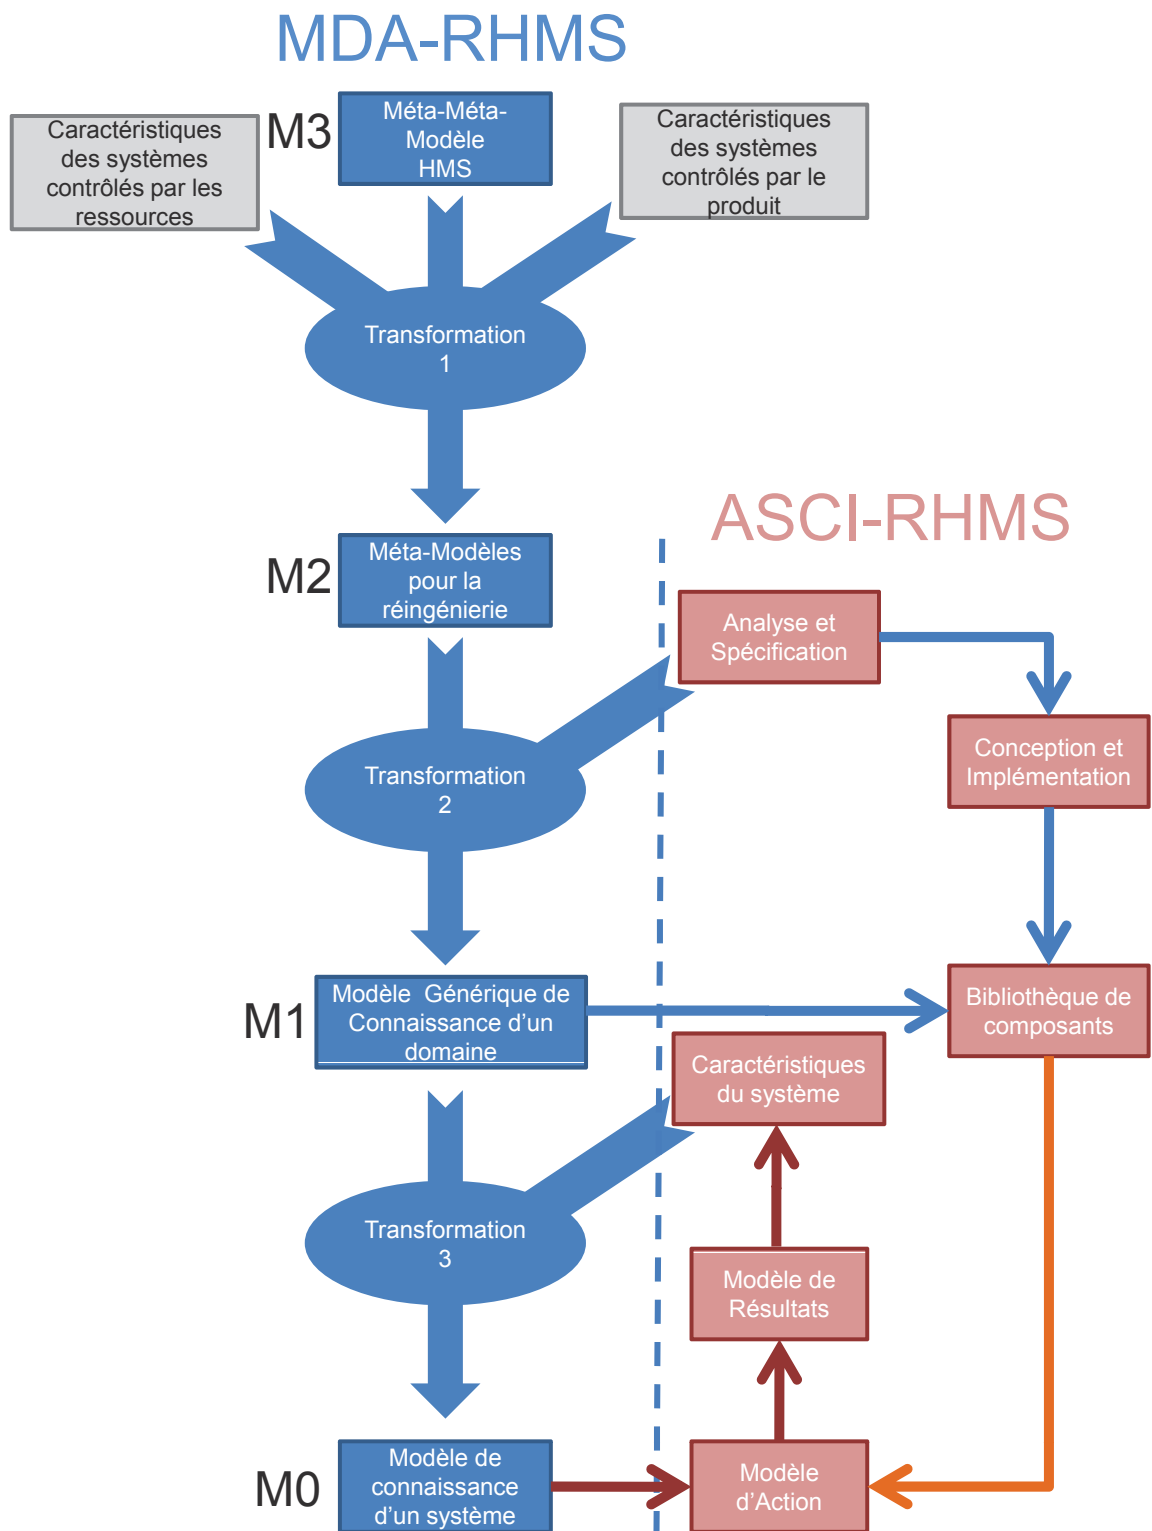 MDA-RHMS
M3
Méta-Méta-
Modèle
HMS
Caractéristiques
des systèmes
contrôlés par les
ressources
Caractéristiques
des systèmes
contrôlés par le
produit
Transformation
1
ASCI-RHMS
M2
Méta-Modèles
pour la
réingénierie
Analyse et
Spécification
Conception et
Implémentation
Transformation
2
M1
Modèle  Générique de
Connaissance d'un
domaine
Bibliothèque de
composants
Caractéristiques
du système
Transformation
3
Modèle de
Résultats
M0
Modèle de
connaissance
d'un système
Modèle
d'Action